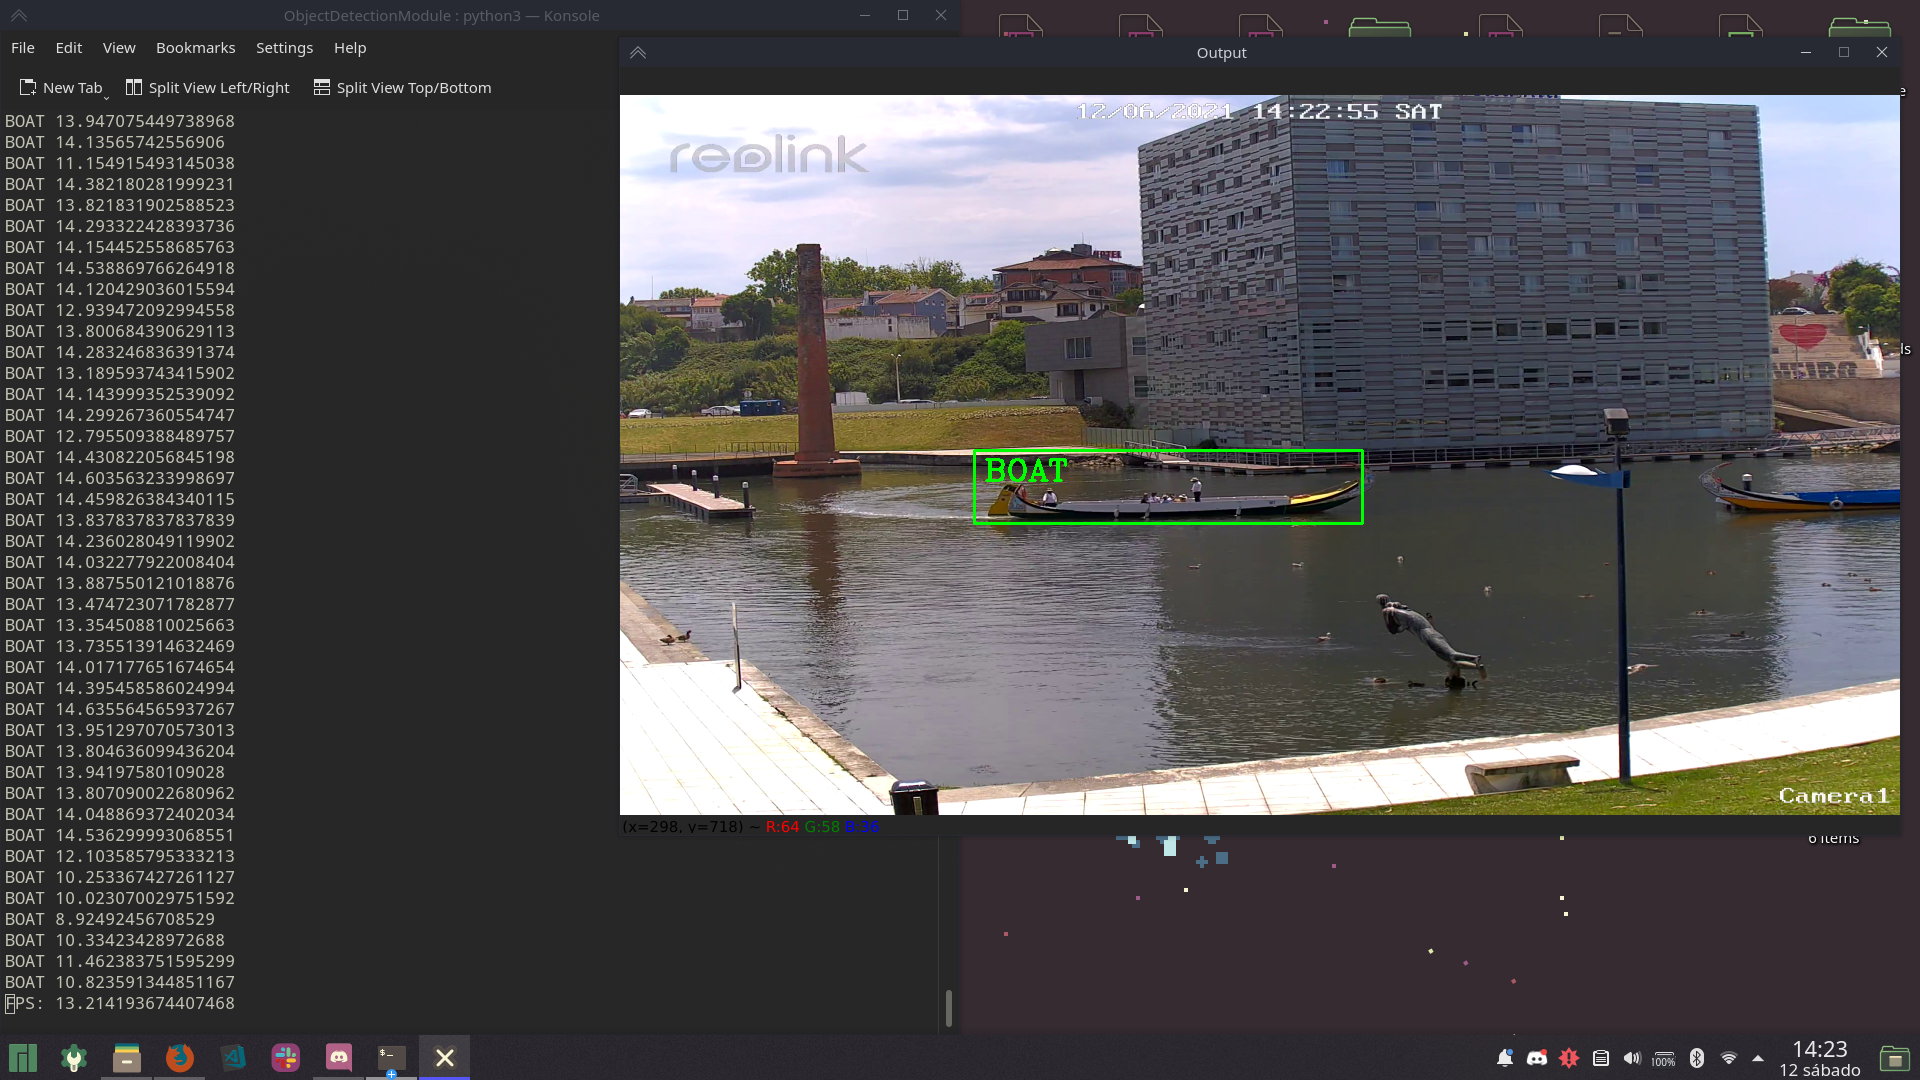 ObjectDetectionModule : python3 — Konsole
File Edit View Bookmarks Settings Help
New Tab Split View Left/Right Split View Top/Bottom
BOAT 13.947075449738968
BOAT 14.13565742556906
BOAT 11.154915493145038
BOAT 14.382180281999231
BOAT 13.821831902588523
BOAT 14.293322428393736
BOAT 14.154452558685763
BOAT 14.538869766264918
BOAT 14.120429036015594
BOAT 12.939472092994558
BOAT 13.800684390629113
BOAT 14.283246836391374
BOAT 13.189593743415902
BOAT 14.143999352539092
BOAT 14.299267360554747
BOAT 12.795509388489757
BOAT 14.430822056845198
BOAT 14.603563233998697
BOAT 14.459826384340115
BOAT 13.837837837837839
BOAT 14.236028049119902
BOAT 14.032277922008404
BOAT 13.887550121018876
BOAT 13.474723071782877
BOAT 13.354508810025663
BOAT 13.735513914632469
BOAT 14.017177651674654
BOAT 14.395458586024994
BOAT 14.635564565937267
BOAT 13.951297070573013
BOAT 13.804636099436204
BOAT 13.94197580109028
BOAT 13.807090022680962
BOAT 14.048869372402034
BOAT 14.536299993068551
BOAT 12.103585795333213
BOAT 10.253367427261127
BOAT 10.023070029751592
BOAT 8.92492456708529
BOAT 10.33423428972688
BOAT 11.462383751595299
BOAT 10.823591344851167
FPS: 13.214193674407468
Output
12/06/2021 14:22:55 SAT
reolink
BOAT
Camera1
(x=298, y=718) ~ R:64 G:58 B:36
6 items
100%
14:23
12 sábado